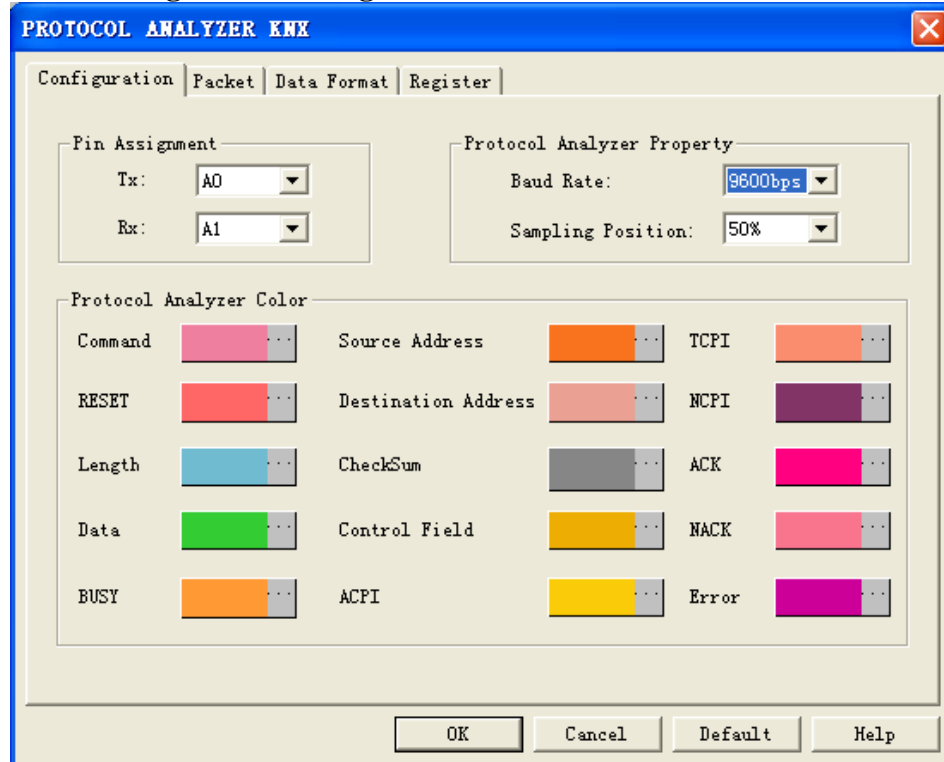 PROTOCOL ANALYZER KNX
Configuration Packet Data Format Register
Pin Assignment Protocol Analyzer Property
Tx: A0 Baud Rate: 9600bps
Rx: A1 Sampling Position: 50%
Protocol Analyzer Color
Command ... Source Address ... TCPI ...
RESET ... Destination Address ... NCPI ...
Length ... CheckSum ... ACK ...
Data ... Control Field ... NACK ...
BUSY ... ACPI ... Error ...
OK Cancel Default Help